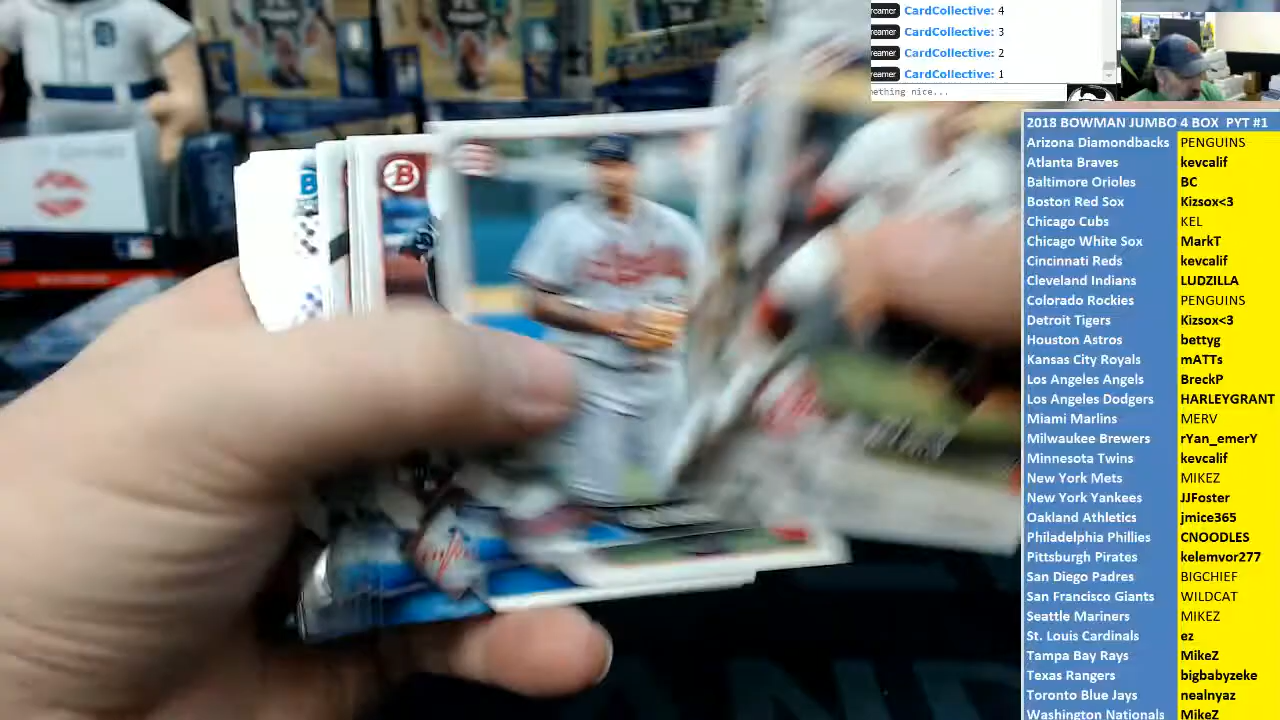 reamer CardCollective: 4
reamer CardCollective: 3
reamer CardCollective: 2
reamer CardCollective: 1
nething nice...
2018 BOWMAN JUMBO 4 BOX PYT #1
Arizona Diamondbacks PENGUINS
Atlanta Braves kevcalif
Baltimore Orioles BC
Boston Red Sox Kizsox<3
Chicago Cubs KEL
Chicago White Sox MarkT
Cincinnati Reds kevcalif
Cleveland Indians LUDZILLA
Colorado Rockies PENGUINS
Detroit Tigers Kizsox<3
Houston Astros bettyg
Kansas City Royals mATTs
Los Angeles Angels BreckP
Los Angeles Dodgers HARLEYGRANT
Miami Marlins MERV
Milwaukee Brewers rYan_emerY
Minnesota Twins kevcalif
New York Mets MIKEZ
New York Yankees JJFoster
Oakland Athletics jmice365
Philadelphia Phillies CNOODLES
Pittsburgh Pirates kelemvor277
San Diego Padres BIGCHIEF
San Francisco Giants WILDCAT
Seattle Mariners MIKEZ
St. Louis Cardinals ez
Tampa Bay Rays MikeZ
Texas Rangers bigbabyzeke
Toronto Blue Jays nealnyaz
Washington Nationals MikeZ
B